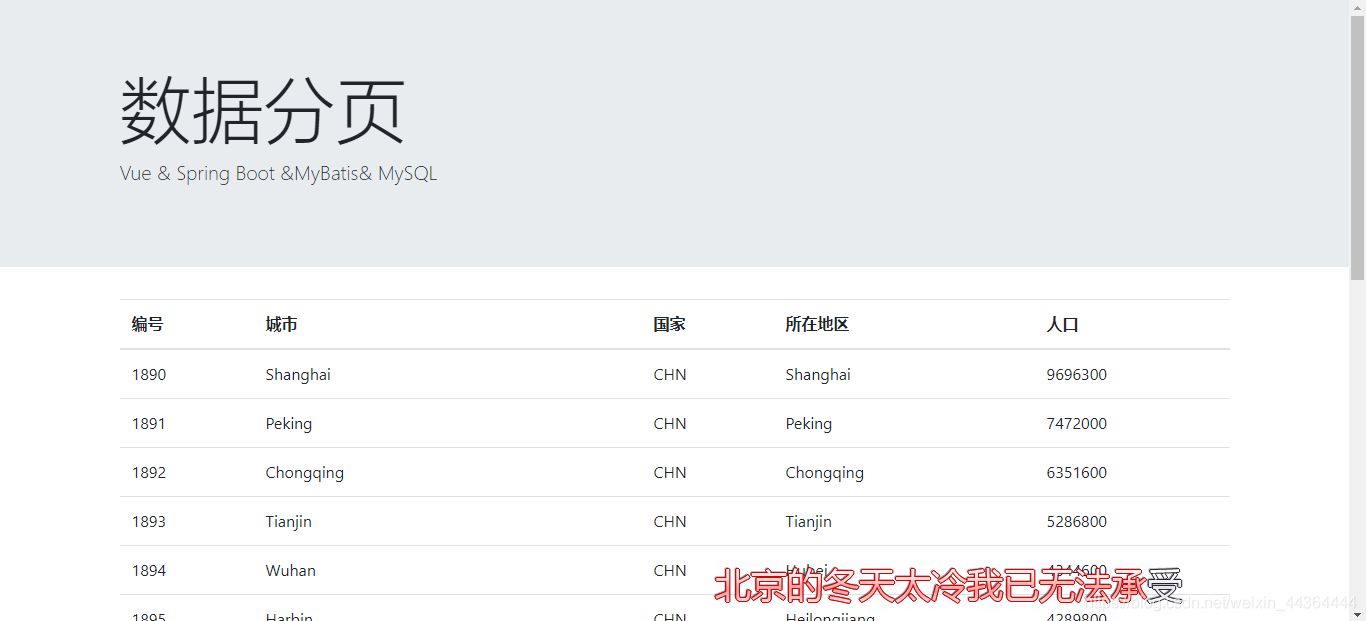 数据分页
Vue & Spring Boot &MyBatis& MySQL
编号 城市 国家 所在地区 人口
1890 Shanghai CHN Shanghai 9696300
1891 Peking CHN Peking 7472000
1892 Chongqing CHN Chongqing 6351600
1893 Tianjin CHN Tianjin 5286800
1894 Wuhan CHN Hubei 4344600
北京的冬天太冷我已无法承受
https://blog.csdn.net/weixin_44364444
1895 Harbin CHN Heilongjiang 4289800